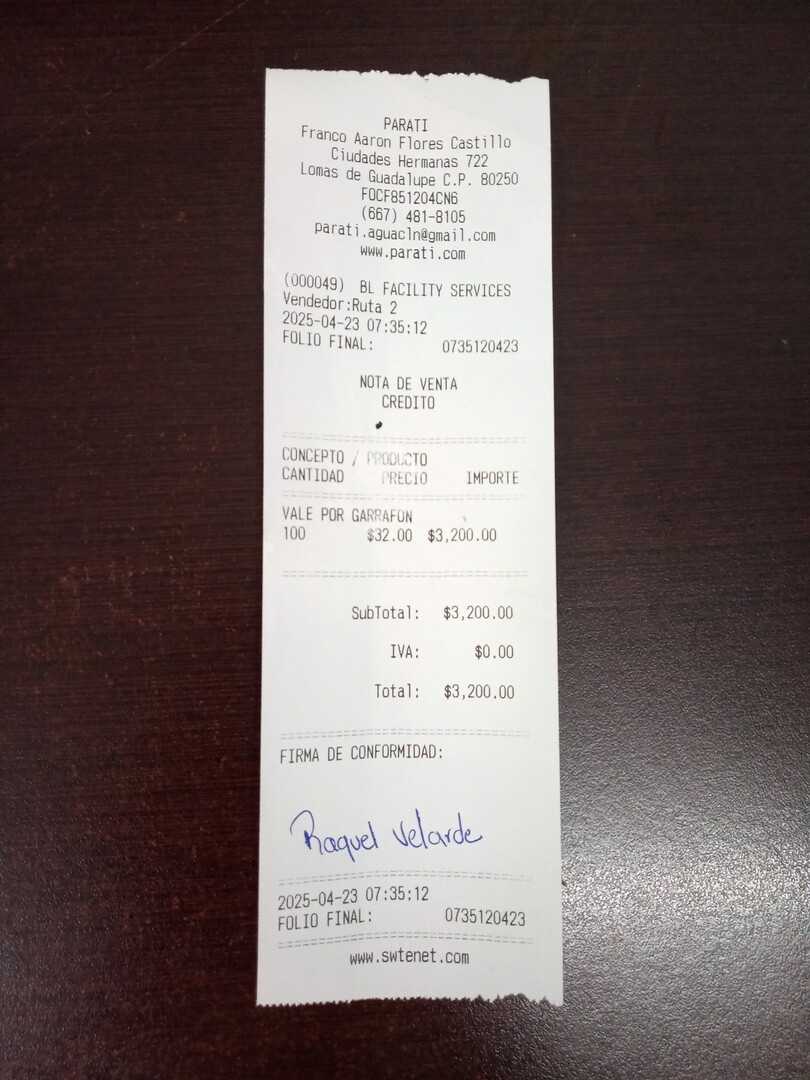 PARATI
Franco Aaron Flores Castillo
Ciudades Hermanas 722
Lomas de Guadalupe C.P. 80250
FOCF851204CN6
(667) 481-8105
parati.aguacln@gmail.com
www.parati.com
(000049) BL FACILITY SERVICES
Vendedor:Ruta 2
2025-04-23 07:35:12
FOLIO FINAL: 0735120423
NOTA DE VENTA
CREDITO
CONCEPTO / PRODUCTO
CANTIDAD PRECIO IMPORTE
VALE POR GARRAFON
100 $32.00 $3,200.00
SubTotal: $3,200.00
IVA: $0.00
Total: $3,200.00
FIRMA DE CONFORMIDAD:
Raquel Velarde
2025-04-23 07:35:12
FOLIO FINAL: 0735120423
www.swtenet.com